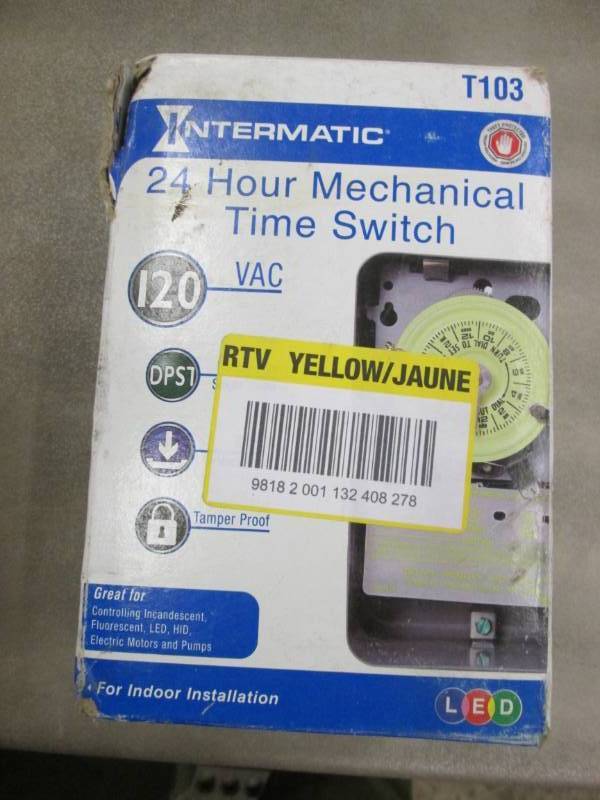 T103
INTERMATIC®
24 Hour Mechanical
Time Switch
120 VAC
DPST
RTV YELLOW/JAUNE
9818 2 001 132 408 278
Tamper Proof
Great for
Controlling Incandescent,
Fluorescent, LED, HID,
Electric Motors and Pumps
For Indoor Installation
LED